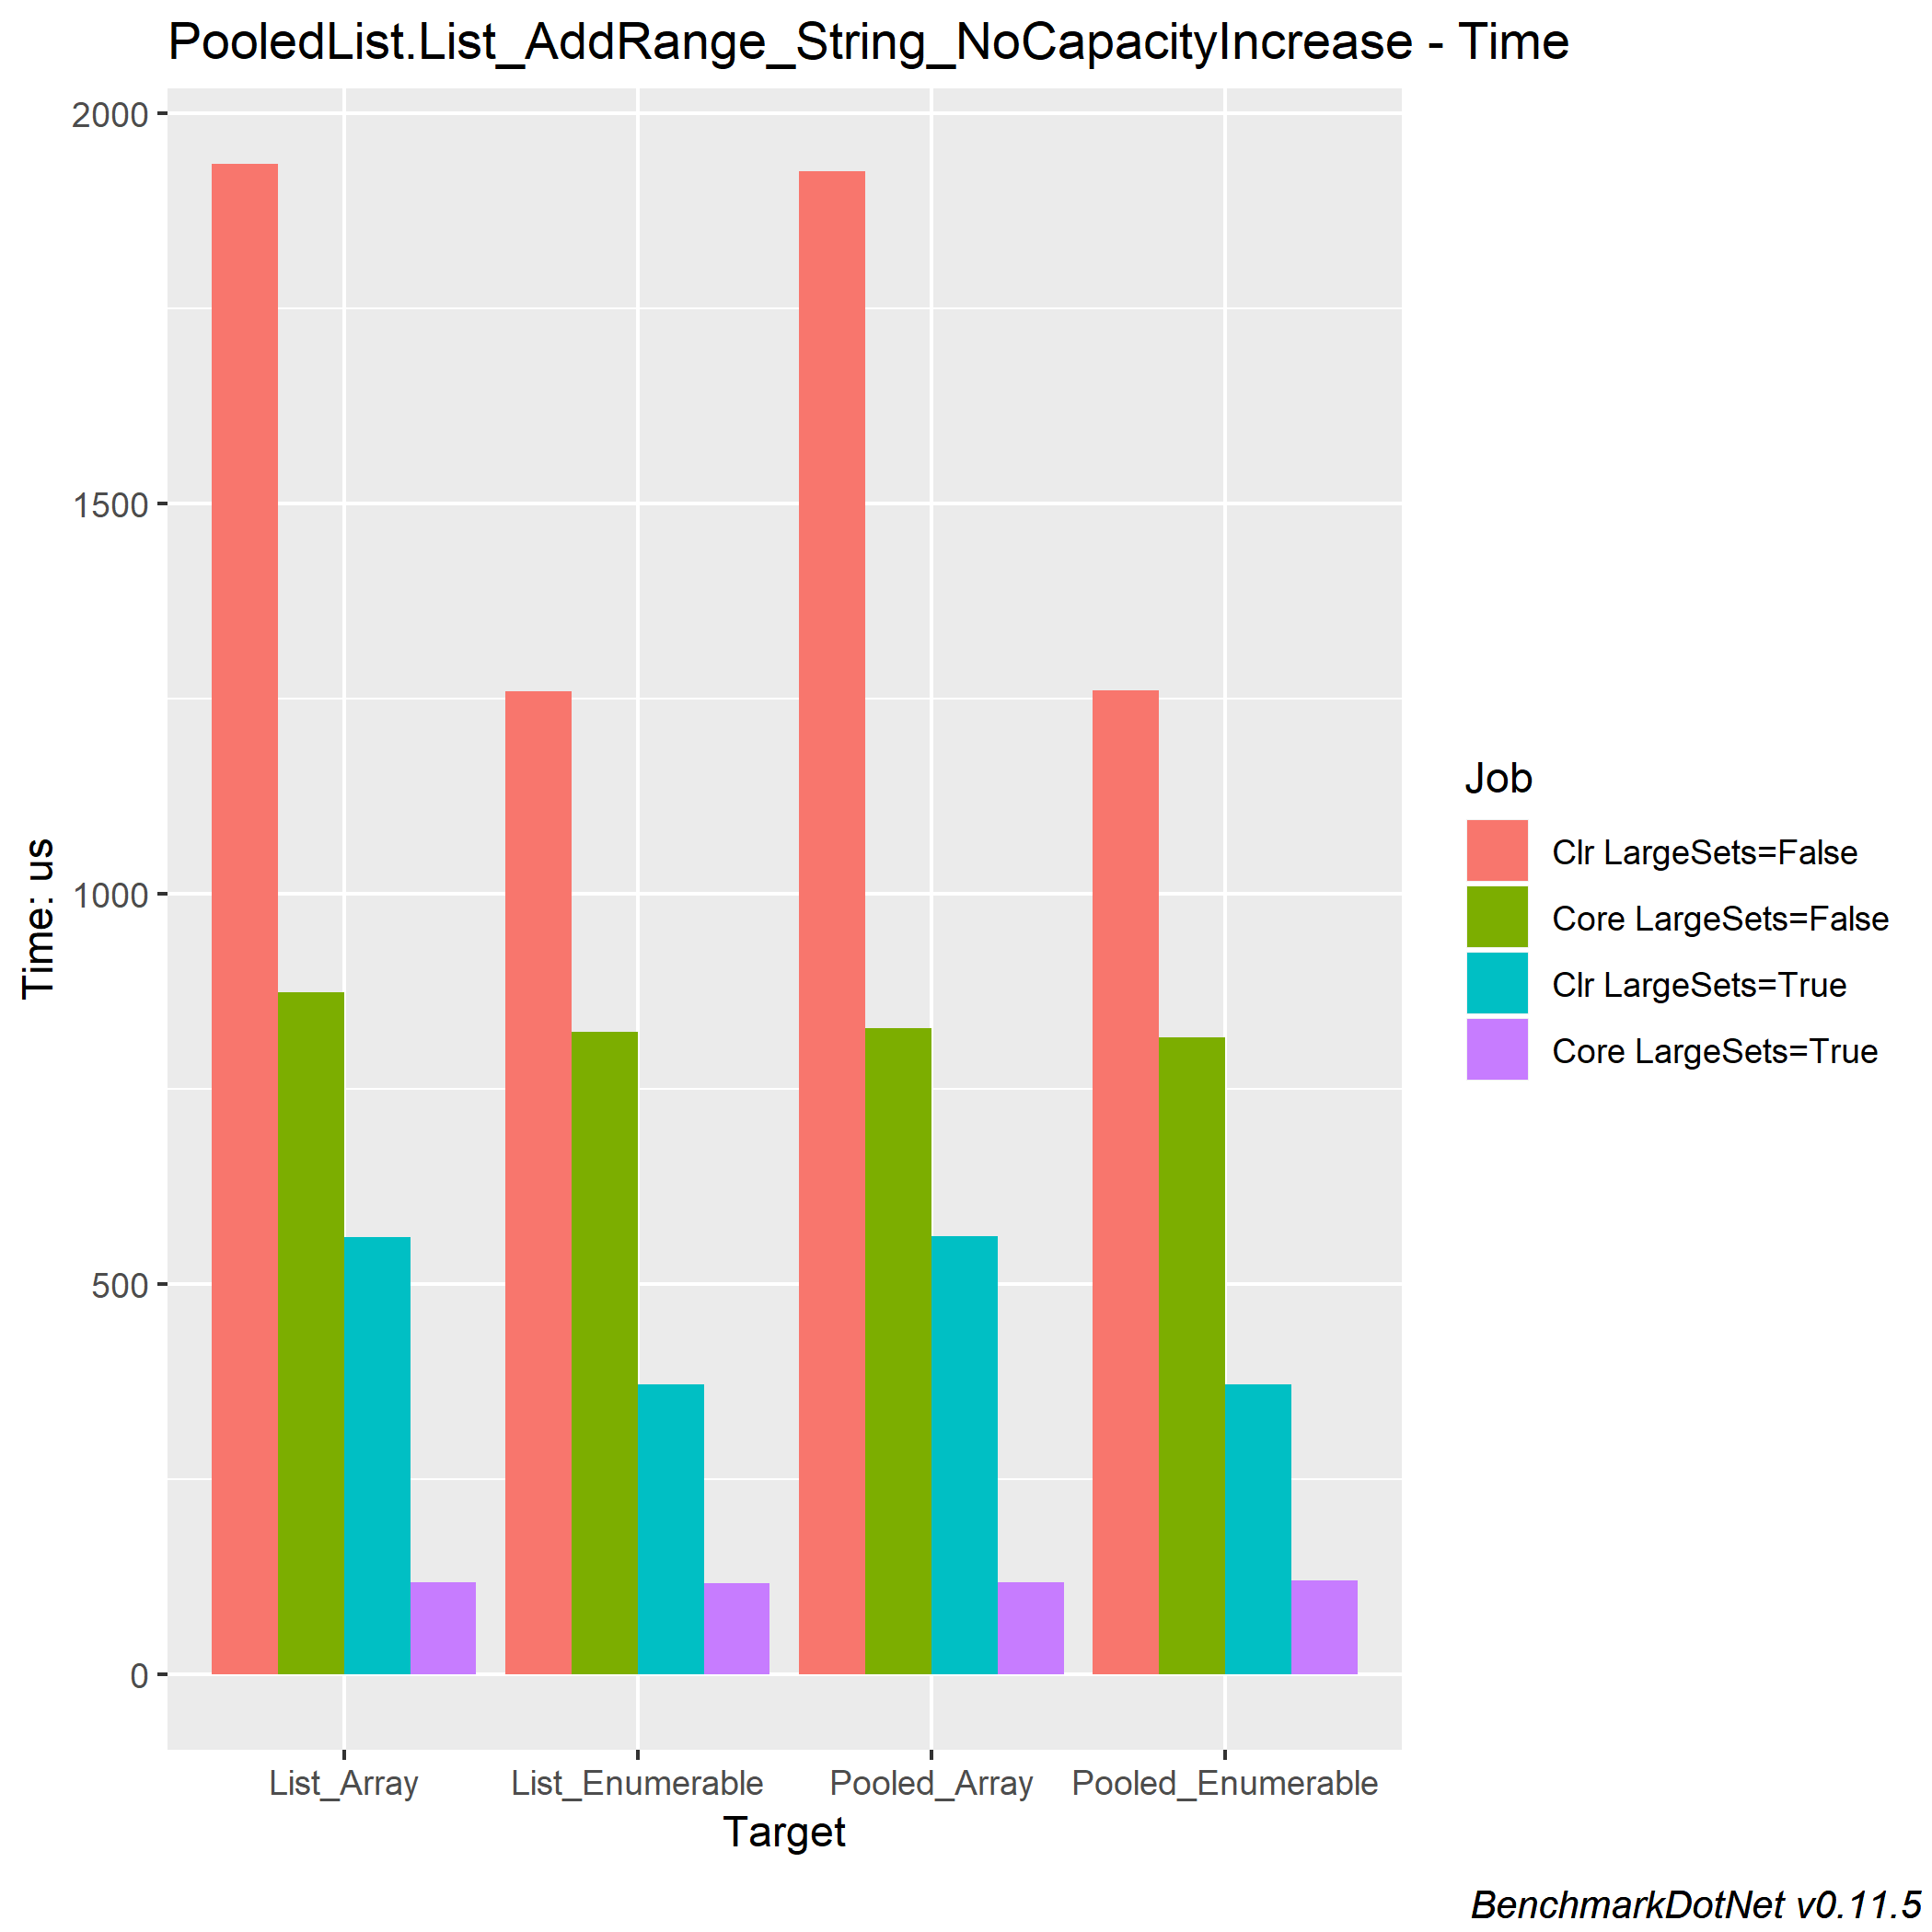 PooledList.List_AddRange_String_NoCapacityIncrease - Time
2000
1500
1000
500
0
Time: us
List_Array
List_Enumerable
Pooled_Array
Pooled_Enumerable
Target
Job
Clr LargeSets=False
Core LargeSets=False
Clr LargeSets=True
Core LargeSets=True
BenchmarkDotNet v0.11.5